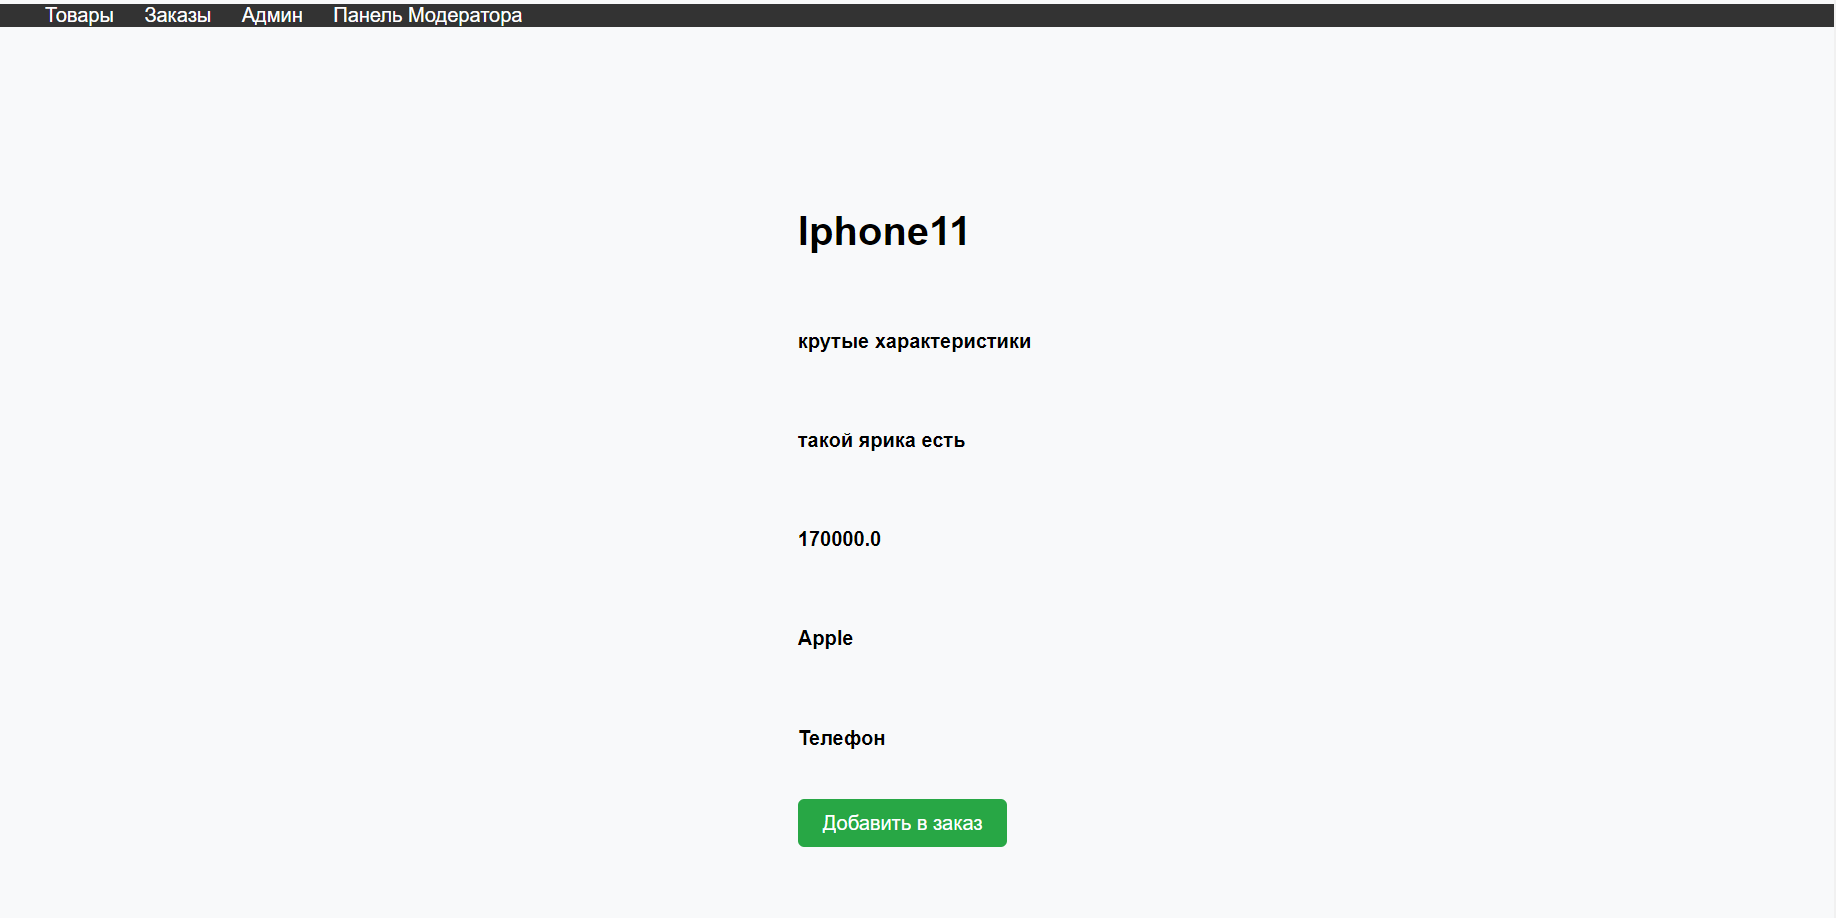 Товары Заказы Админ Панель Модератора
Iphone11
крутые характеристики
такой ярика есть
170000.0
Apple
Телефон
Добавить в заказ